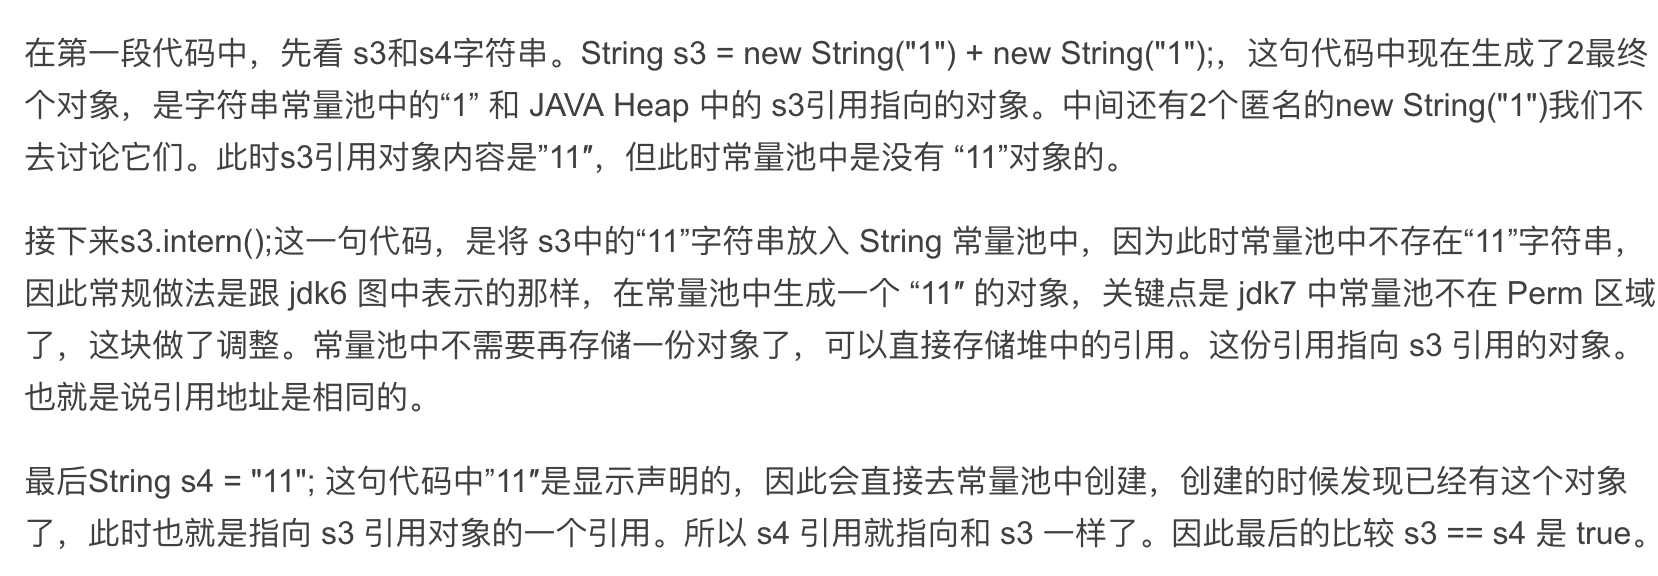 在第一段代码中，先看 s3和s4字符串。String s3 = new String("1") + new String("1");，这句代码中现在生成了2最终
个对象，是字符串常量池中的“1” 和 JAVA Heap 中的 s3引用指向的对象。中间还有2个匿名的new String("1")我们不
去讨论它们。此时s3引用对象内容是”11″，但此时常量池中是没有 “11”对象的。
接下来s3.intern();这一句代码，是将 s3中的“11”字符串放入 String 常量池中，因为此时常量池中不存在“11”字符串，
因此常规做法是跟 jdk6 图中表示的那样，在常量池中生成一个 “11″ 的对象，关键点是 jdk7 中常量池不在 Perm 区域
了，这块做了调整。常量池中不需要再存储一份对象了，可以直接存储堆中的引用。这份引用指向 s3 引用的对象。
也就是说引用地址是相同的。
最后String s4 = "11"; 这句代码中”11″是显示声明的，因此会直接去常量池中创建，创建的时候发现已经有这个对象
了，此时也就是指向 s3 引用对象的一个引用。所以 s4 引用就指向和 s3 一样了。因此最后的比较 s3 == s4 是 true。